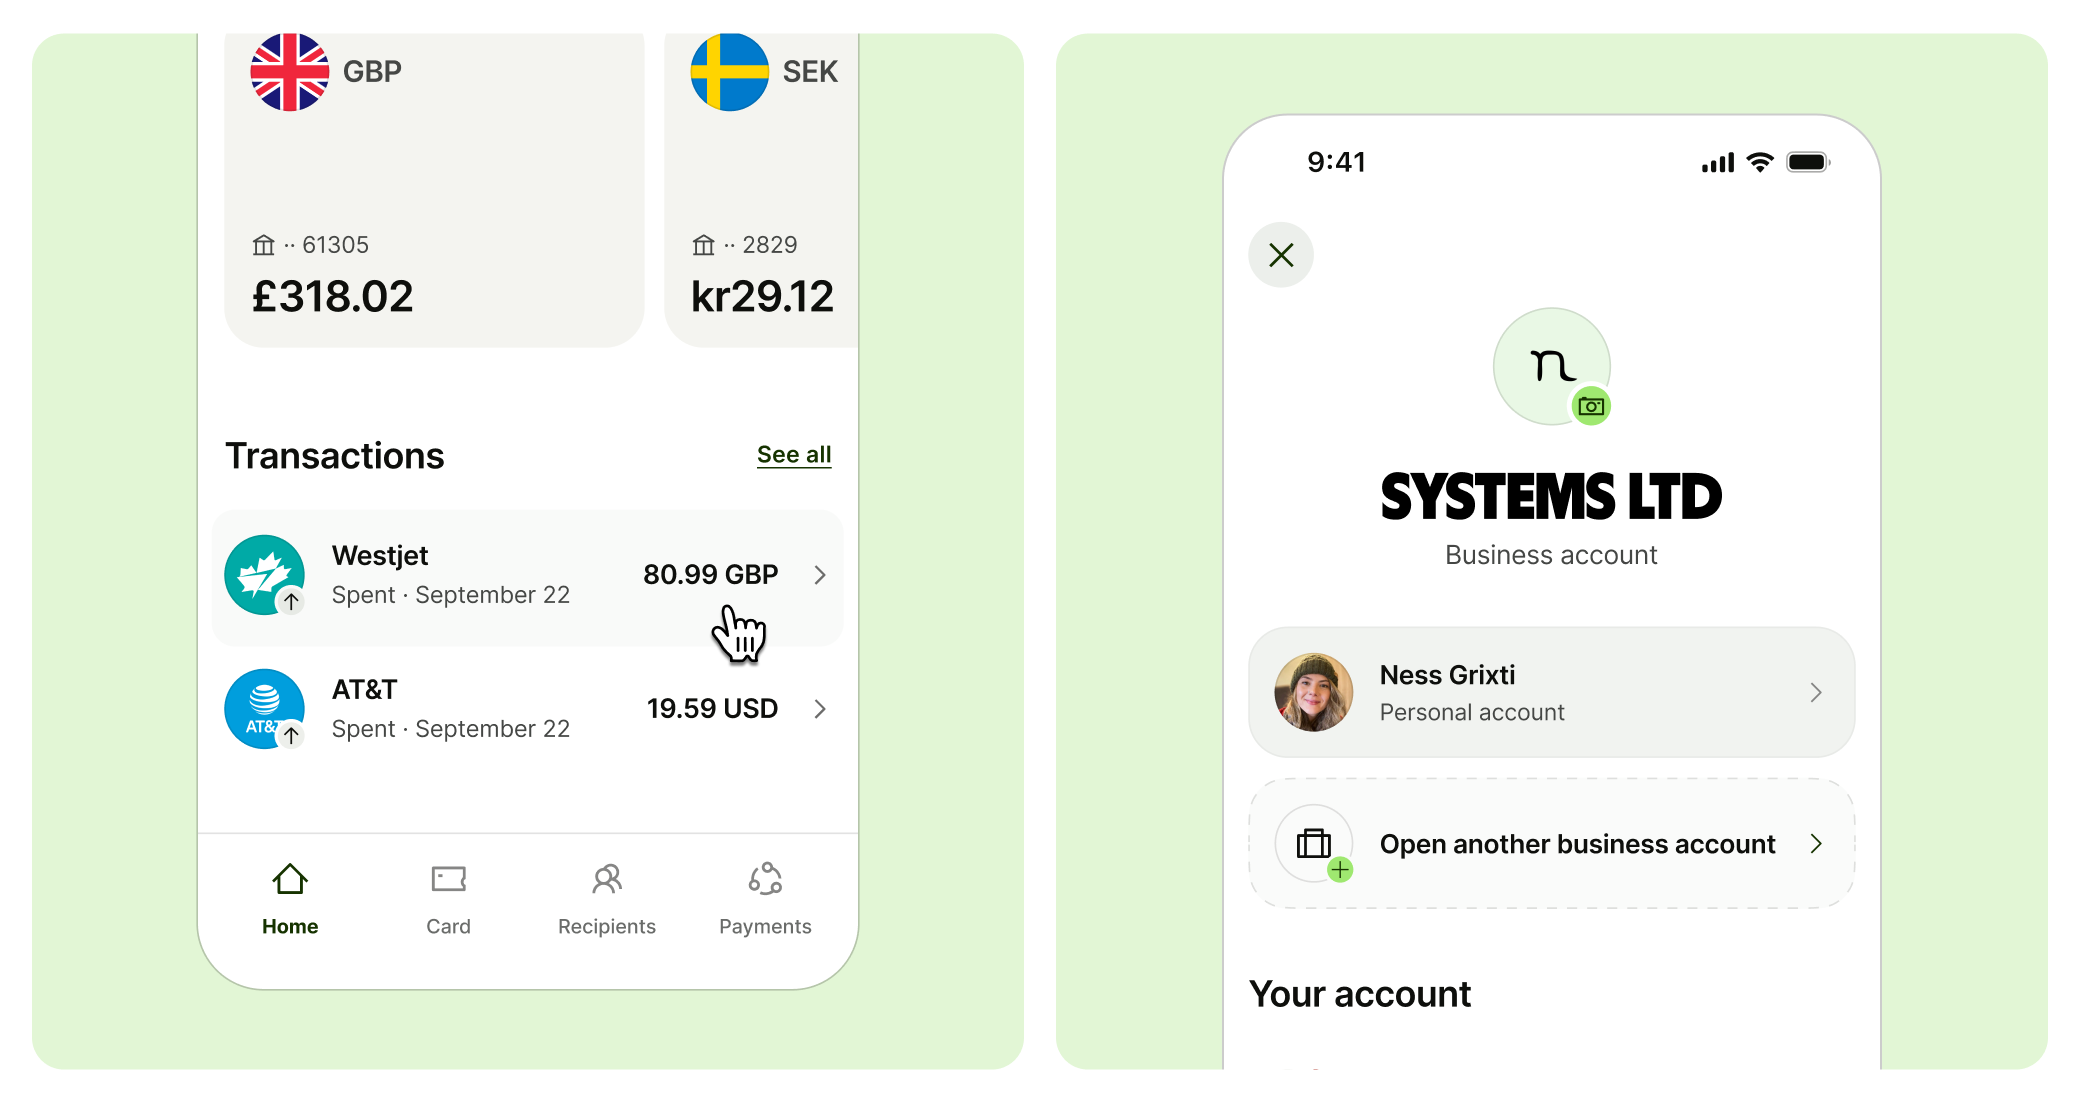 GBP
SEK
·· 61305
·· 2829
£318.02
kr29.12
Transactions
See all
Westjet
80.99 GBP
Spent · September 22
AT&T
AT&T
19.59 USD
Spent · September 22
Home
Card
Recipients
Payments
9:41
n
SYSTEMS LTD
Business account
Ness Grixti
Personal account
Open another business account
Your account